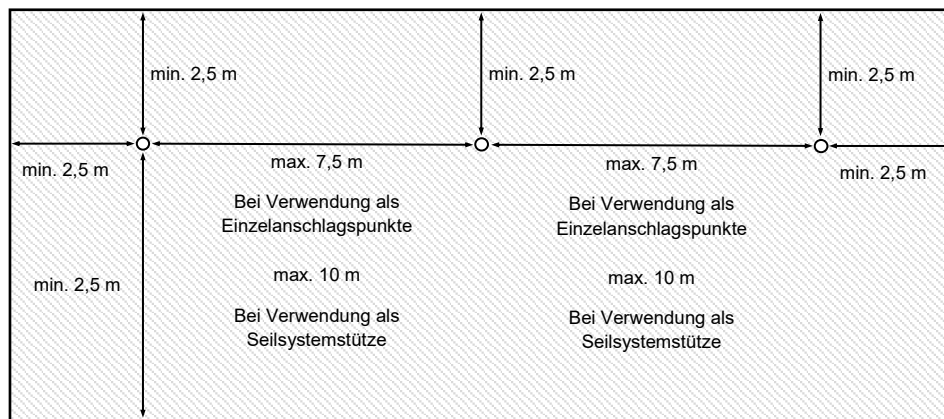 min. 2,5 m
min. 2,5 m
min. 2,5 m
min. 2,5 m
max. 7,5 m
max. 7,5 m
min. 2,5 m
Bei Verwendung als
Einzelanschlagspunkte
Bei Verwendung als
Einzelanschlagspunkte
min. 2,5 m
max. 10 m
max. 10 m
Bei Verwendung als
Seilsystemstütze
Bei Verwendung als
Seilsystemstütze